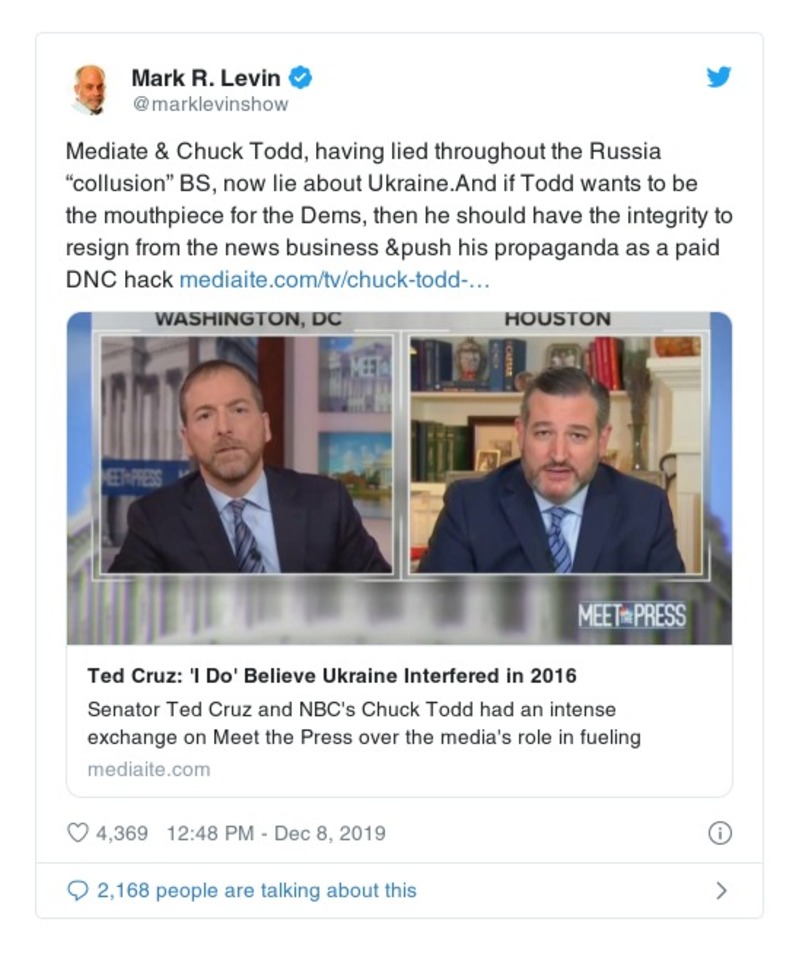 Mark R. Levin
@marklevinshow
Mediate & Chuck Todd, having lied throughout the Russia
“collusion” BS, now lie about Ukraine.And if Todd wants to be
the mouthpiece for the Dems, then he should have the integrity to
resign from the news business &push his propaganda as a paid
DNC hack mediaite.com/tv/chuck-todd-…
WASHINGTON, DC
HOUSTON
MEET THE PRESS
MEET THE PRESS
Ted Cruz: 'I Do' Believe Ukraine Interfered in 2016
Senator Ted Cruz and NBC's Chuck Todd had an intense
exchange on Meet the Press over the media's role in fueling
mediaite.com
4,369 12:48 PM - Dec 8, 2019
2,168 people are talking about this